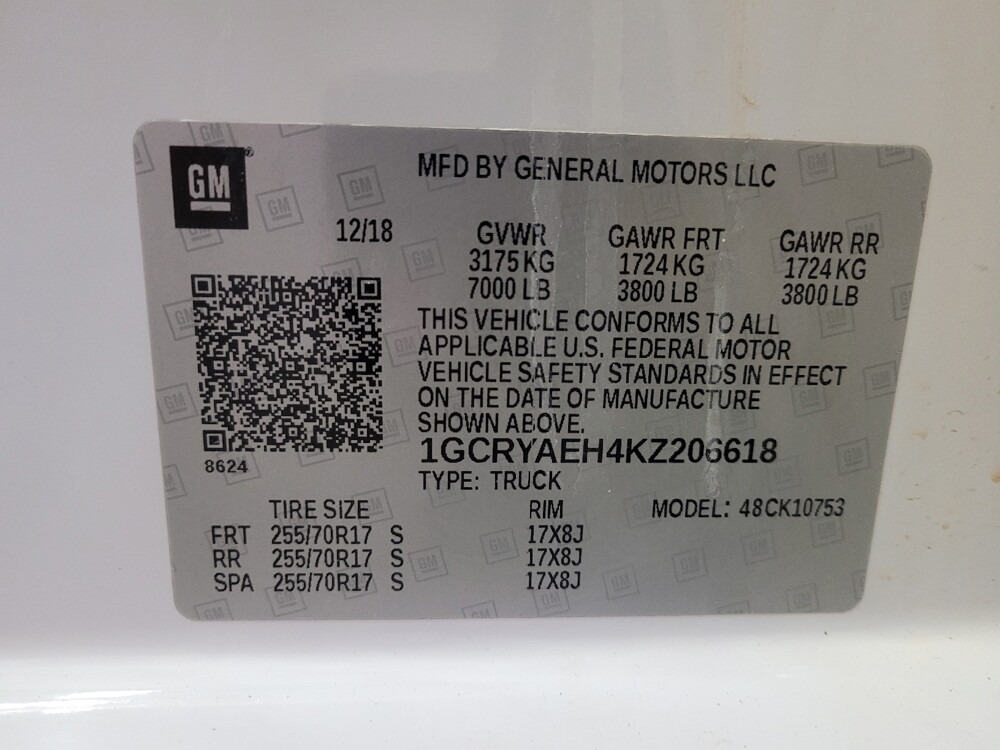 GM
MFD BY GENERAL MOTORS LLC
12/18 GVWR GAWR FRT GAWR RR
3175 KG 1724 KG 1724 KG
7000 LB 3800 LB 3800 LB
THIS VEHICLE CONFORMS TO ALL
APPLICABLE U.S. FEDERAL MOTOR
VEHICLE SAFETY STANDARDS IN EFFECT
ON THE DATE OF MANUFACTURE
SHOWN ABOVE.
8624
1GCRYAEH4KZ206618
TYPE: TRUCK
TIRE SIZE RIM MODEL: 48CK10753
FRT 255/70R17 S 17X8J
RR 255/70R17 S 17X8J
SPA 255/70R17 S 17X8J